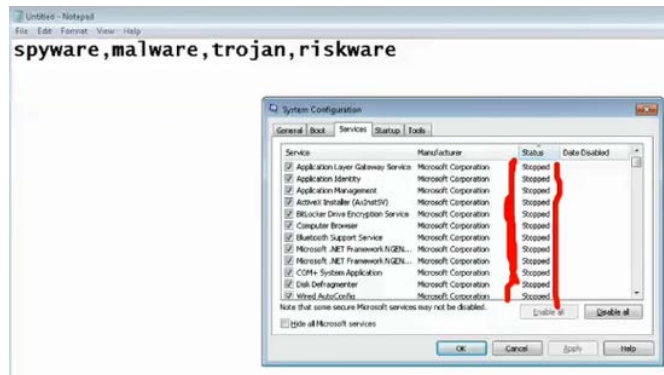 Untitled - Notepad
File Edit Format View Help
spyware,malware,trojan,riskware
System Configuration
General Boot Services Startup Tools
Service Manufacturer Status Date Disabled
Application Layer Gateway Service Microsoft Corporation Stopped
Application Identity Microsoft Corporation Stopped
Application Management Microsoft Corporation Stopped
ActiveX Installer (AxInstSV) Microsoft Corporation Stopped
BitLocker Drive Encryption Service Microsoft Corporation Stopped
Computer Browser Microsoft Corporation Stopped
Bluetooth Support Service Microsoft Corporation Stopped
Microsoft .NET Framework NGEN... Microsoft Corporation Stopped
Microsoft .NET Framework NGEN... Microsoft Corporation Stopped
COM+ System Application Microsoft Corporation Stopped
Disk Defragmenter Microsoft Corporation Stopped
Wired AutoConfig Microsoft Corporation Stopped
Note that some secure Microsoft services may not be disabled.
Enable all Disable all
Hide all Microsoft services
OK Cancel Apply Help